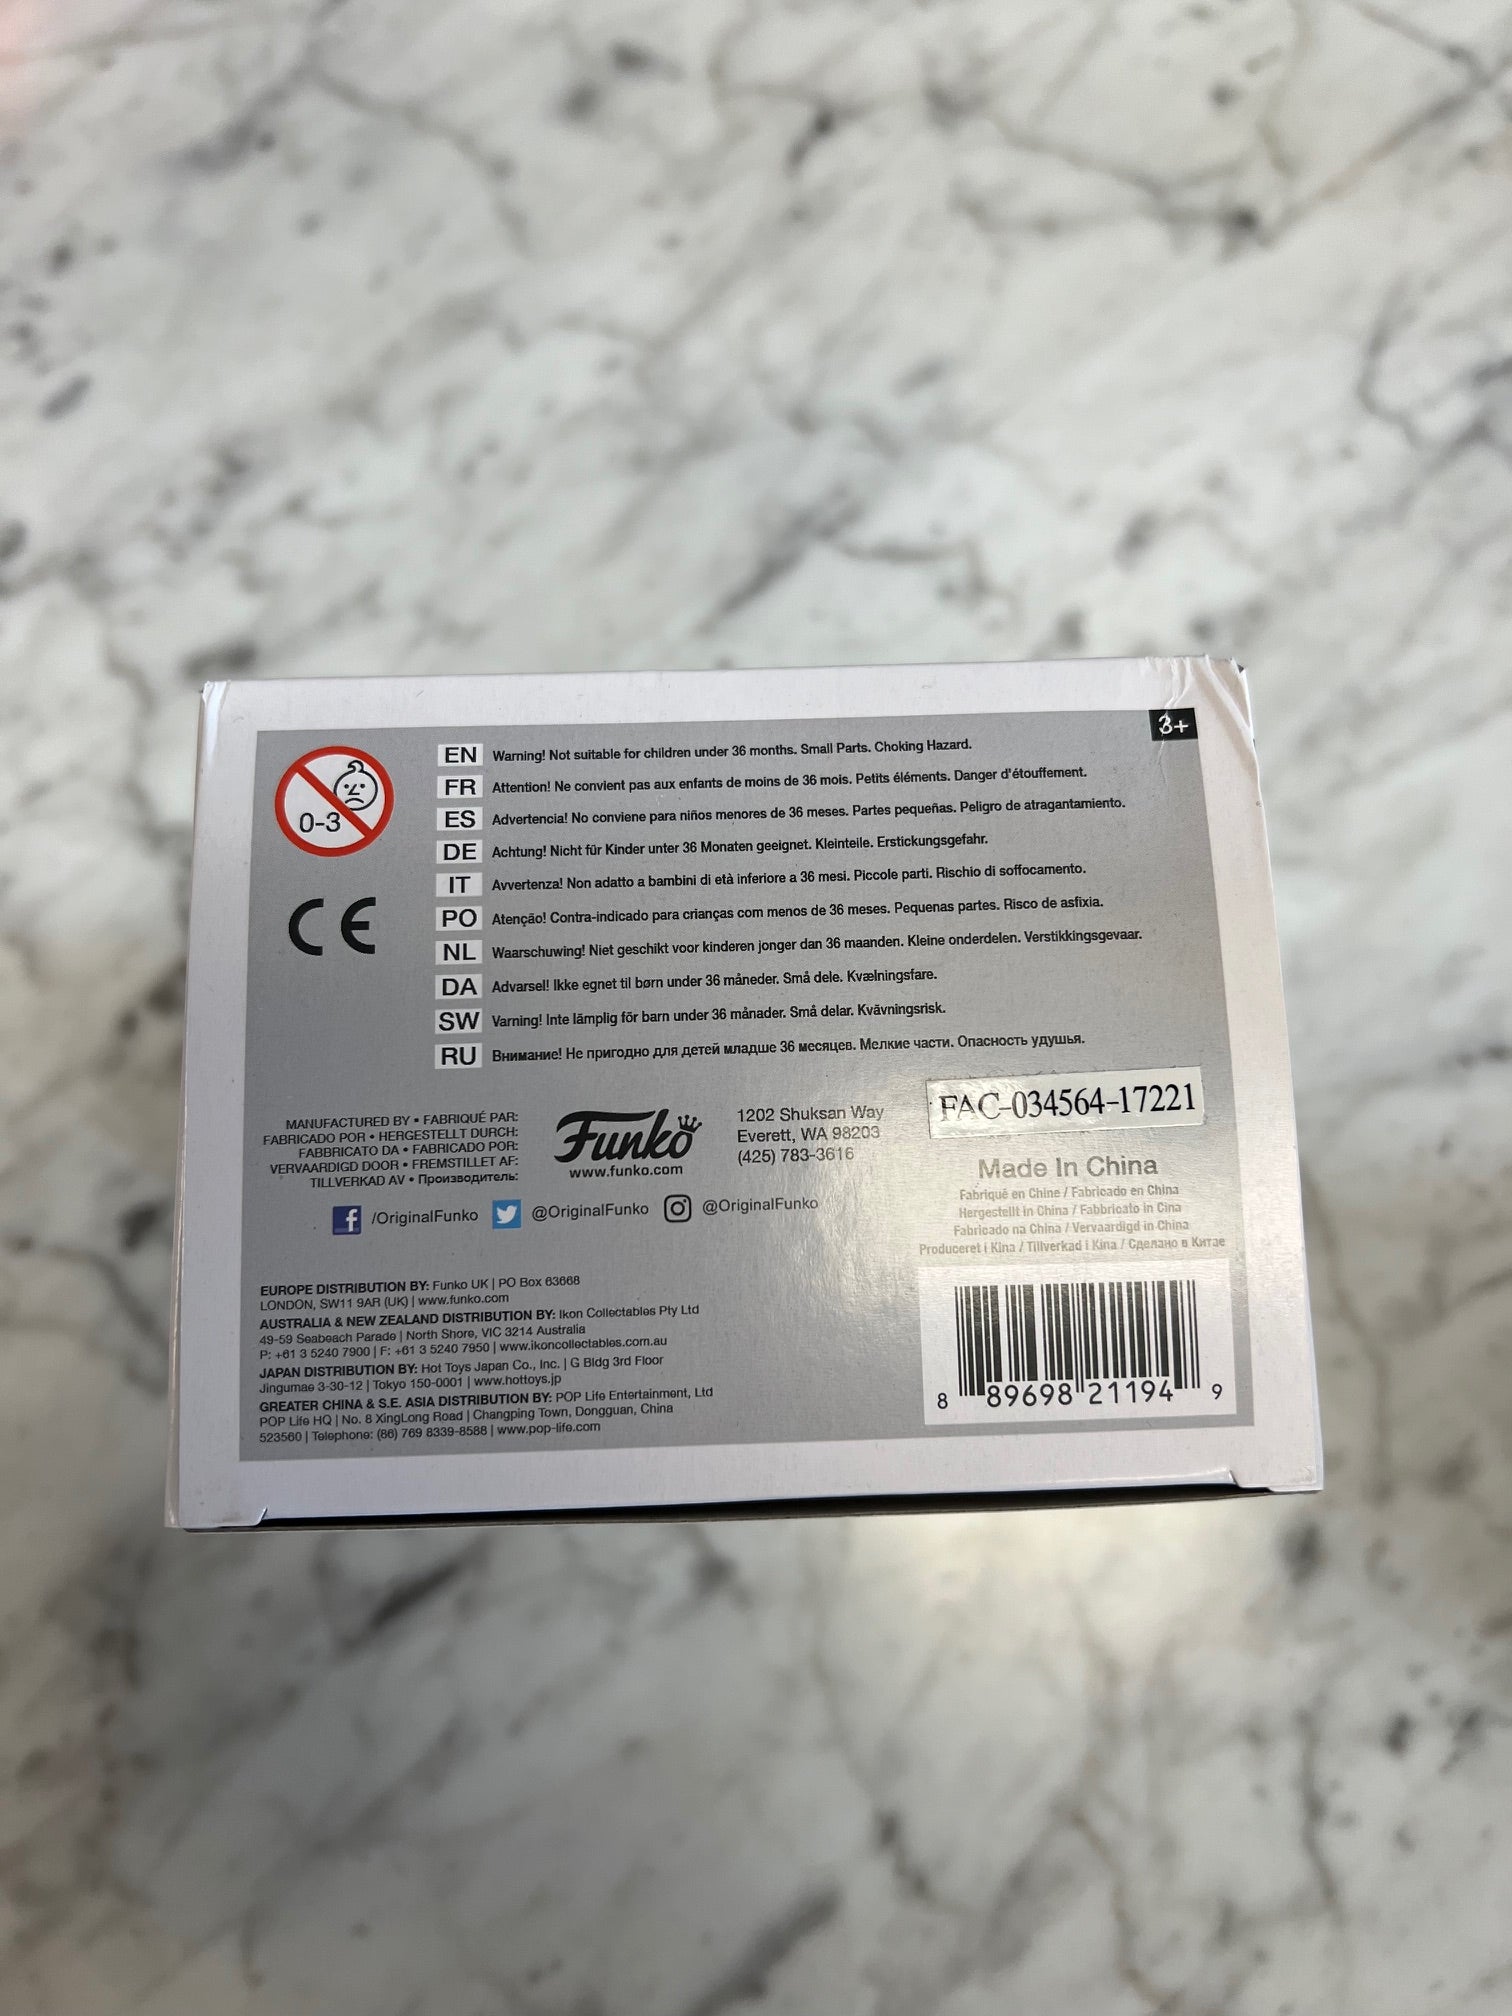 3+
0-3
EN Warning! Not suitable for children under 36 months. Small Parts. Choking Hazard.
FR Attention! Ne convient pas aux enfants de moins de 36 mois. Petits éléments. Danger d'étouffement.
ES Advertencia! No conviene para niños menores de 36 meses. Partes pequeñas. Peligro de atragantamiento.
DE Achtung! Nicht für Kinder unter 36 Monaten geeignet. Kleinteile. Erstickungsgefahr.
IT Avvertenza! Non adatto a bambini di età inferiore a 36 mesi. Piccole parti. Rischio di soffocamento.
PO Atenção! Contra-indicado para crianças com menos de 36 meses. Pequenas partes. Risco de asfixia.
NL Waarschuwing! Niet geschikt voor kinderen jonger dan 36 maanden. Kleine onderdelen. Verstikkingsgevaar.
DA Advarsel! Ikke egnet til børn under 36 måneder. Små dele. Kvælningsfare.
SW Varning! Inte lämplig för barn under 36 månader. Små delar. Kvävningsrisk.
RU Внимание! Не пригодно для детей младше 36 месяцев. Мелкие части. Опасность удушья.
CE
MANUFACTURED BY • FABRIQUÉ PAR:
FABRICADO POR • HERGESTELLT DURCH:
FABBRICATO DA • FABRICADO POR:
VERVAARDIGD DOOR • FREMSTILLET AF:
TILLVERKAD AV • Производитель:
Funko
www.funko.com
1202 Shuksan Way
Everett, WA 98203
(425) 783-3616
/OriginalFunko @OriginalFunko @OriginalFunko
FAC-034564-17221
Made In China
Fabriqué en Chine / Fabricado en China
Hergestellt in China / Fabbricato in Cina
Fabricado na China / Vervaardigd in China
Produceret i Kina / Tillverkad i Kina / Сделано в Китае
EUROPE DISTRIBUTION BY: Funko UK | PO Box 63668
LONDON, SW11 9AR (UK) | www.funko.com
AUSTRALIA & NEW ZEALAND DISTRIBUTION BY: Ikon Collectables Pty Ltd
49-59 Seabeach Parade | North Shore, VIC 3214 Australia
P: +61 3 5240 7900 | F: +61 3 5240 7950 | www.ikoncollectables.com.au
JAPAN DISTRIBUTION BY: Hot Toys Japan Co., Inc. | G Bldg 3rd Floor
Jingumae 3-30-12 | Tokyo 150-0001 | www.hottoys.jp
GREATER CHINA & S.E. ASIA DISTRIBUTION BY: POP Life Entertainment, Ltd
POP Life HQ | No. 8 XingLong Road | Changping Town, Dongguan, China
523560 | Telephone: (86) 769 8339-8588 | www.pop-life.com
8 89698 21194 9